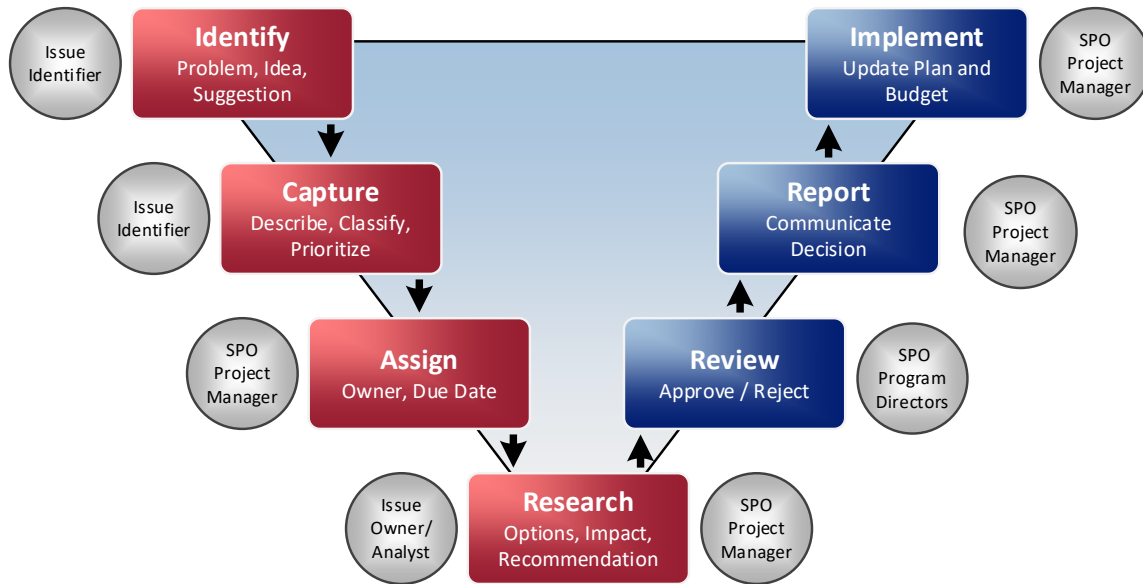 Issue
Identifier
Identify
Problem, Idea,
Suggestion
Implement
Update Plan and
Budget
SPO
Project
Manager
Issue
Identifier
Capture
Describe, Classify,
Prioritize
Report
Communicate
Decision
SPO
Project
Manager
SPO
Project
Manager
Assign
Owner, Due Date
Review
Approve / Reject
SPO
Program
Directors
Issue
Owner/
Analyst
Research
Options, Impact,
Recommendation
SPO
Project
Manager